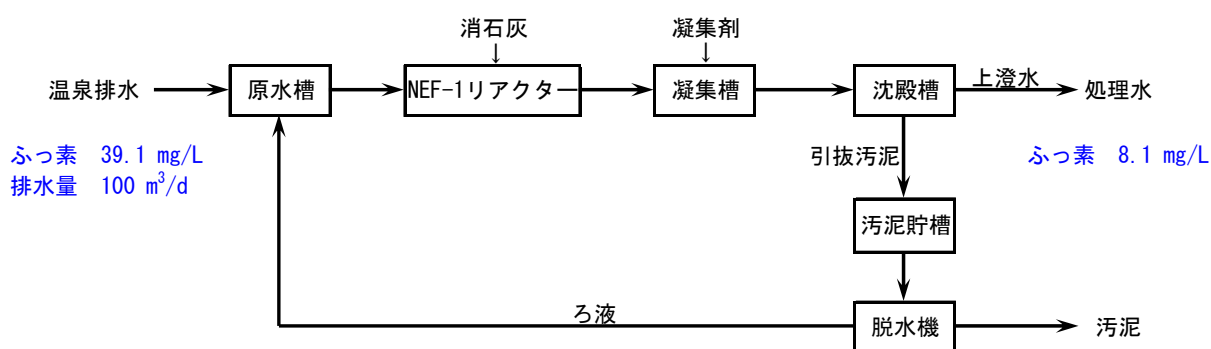 消石灰
↓
凝集剤
↓
温泉排水
原水槽
NEF-1リアクター
凝集槽
沈殿槽
上澄水
処理水
ふっ素 39.1 mg/L
排水量 100 m³/d
引抜汚泥
ふっ素 8.1 mg/L
汚泥貯槽
ろ液
脱水機
汚泥